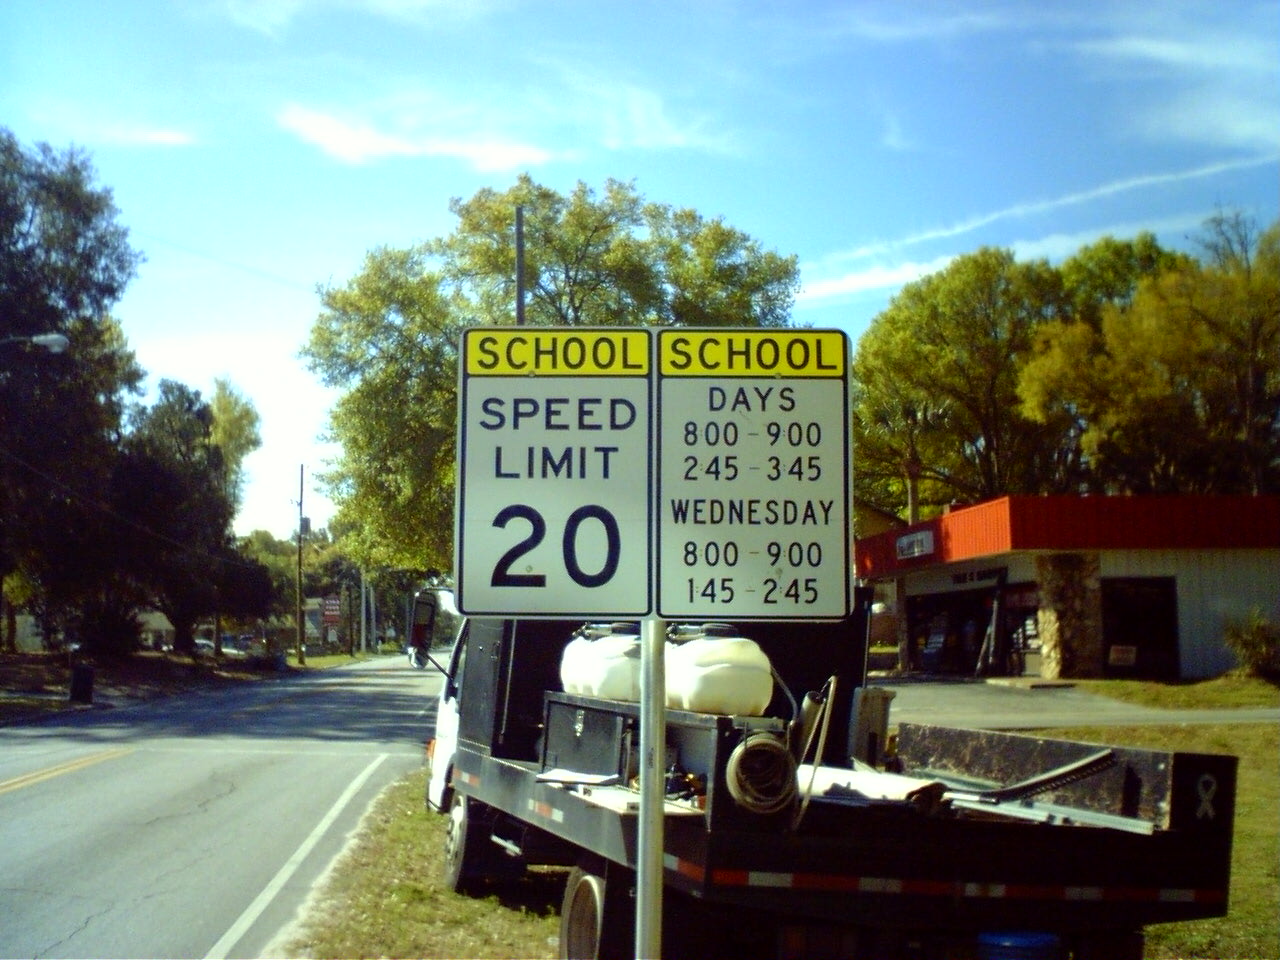 SCHOOL
SPEED
LIMIT
20
SCHOOL
DAYS
8:00 - 9:00
2:45 - 3:45
WEDNESDAY
8:00 - 9:00
1:45 - 2:45